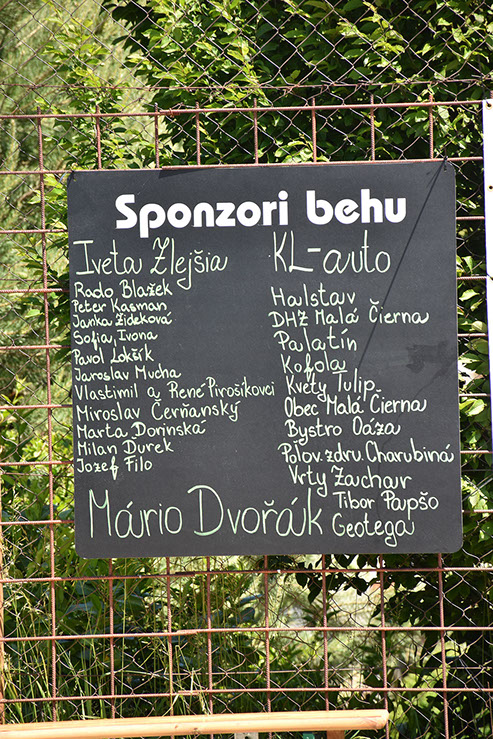 Sponzori behu
Iveta Zlejšia
Rado Blažek
Peter Kasman
Janka Žideková
Sofia, Ivona
Pavol Lokšík
Jaroslav Mucha
Vlastimil a René Pirošíkovci
Miroslav Čerňanský
Marta Dorinská
Milan Ďurek
Jozef Filo
Mário Dvořák
KL-auto
Halstav
DHZ Malá Čierna
Palatín
Kofola
Kvety Tulip
Obec Malá Čierna
Bystro Oáza
Polov. zdru. Charubiná
Vrty Zachar
Tibor Papšo
Geotega